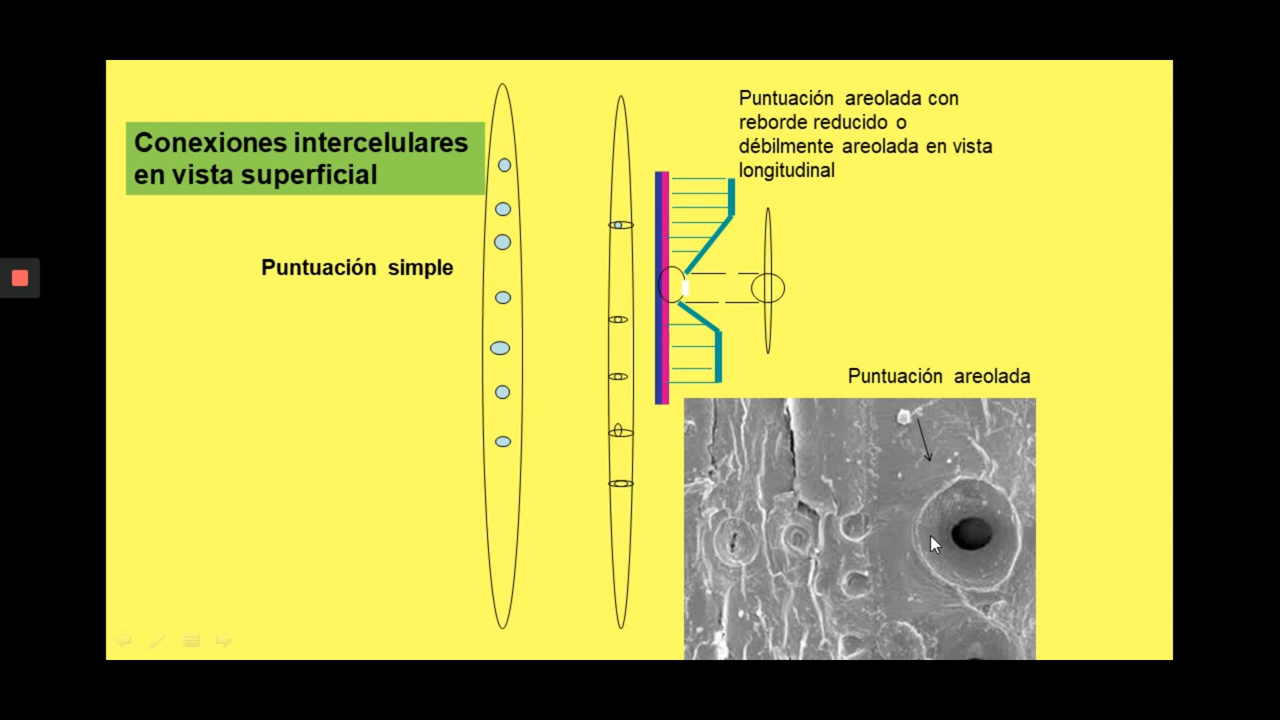 Conexiones intercelulares
en vista superficial
Puntuación simple
Puntuación areolada con
reborde reducido o
débilmente areolada en vista
longitudinal
Puntuación areolada